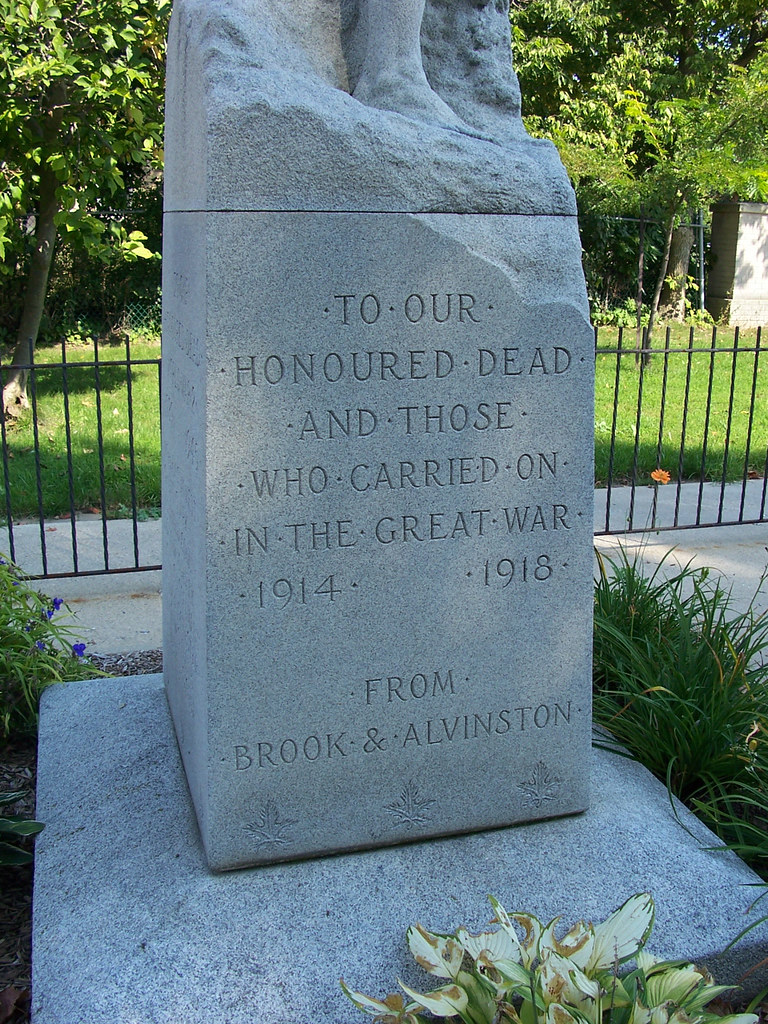 ·TO·OUR·
·HONOURED·DEAD·
·AND·THOSE·
·WHO·CARRIED·ON·
·IN·THE·GREAT·WAR·
·1914· ·1918·
·FROM·
·BROOK·&·ALVINSTON·